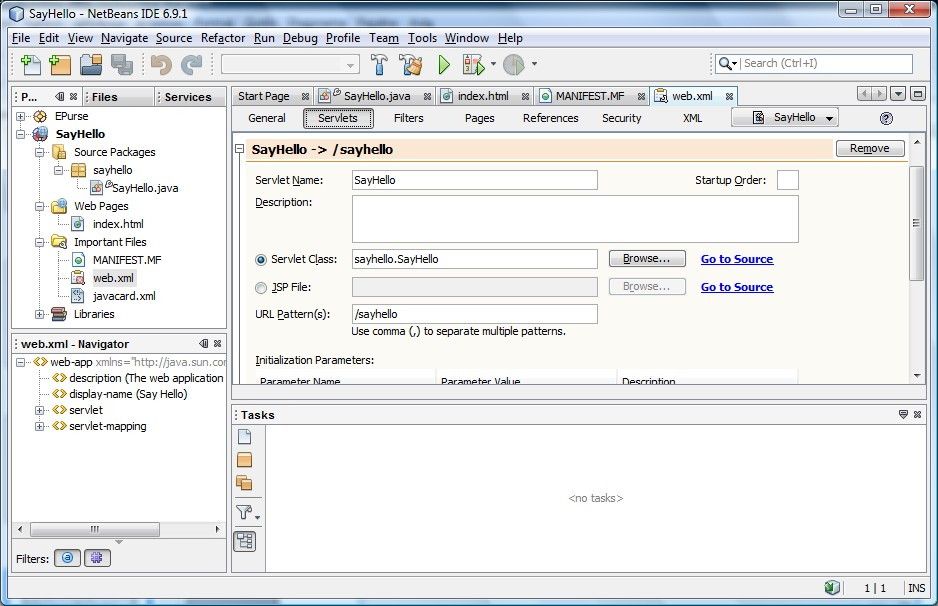 SayHello - NetBeans IDE 6.9.1
File Edit View Navigate Source Refactor Run Debug Profile Team Tools Window Help
Search (Ctrl+I)
P... Files Services
EPurse
SayHello
Source Packages
sayhello
SayHello.java
Web Pages
index.html
Important Files
MANIFEST.MF
web.xml
javacard.xml
Libraries
web.xml - Navigator
web-app xmlns="http://java.sun.co
description (The web application
display-name (Say Hello)
servlet
servlet-mapping
Filters:
Start Page SayHello.java index.html MANIFEST.MF web.xml
General Servlets Filters Pages References Security XML SayHello
SayHello -> /sayhello Remove
Servlet Name: SayHello Startup Order:
Description:
Servlet Class: sayhello.SayHello Browse... Go to Source
JSP File: Browse... Go to Source
URL Pattern(s): /sayhello
Use comma (,) to separate multiple patterns.
Initialization Parameters:
Parameter Name Parameter Value Description
Tasks
<no tasks>
1 | 1 INS